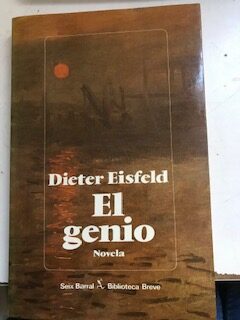 Dieter Eisfeld
El
genio
Novela
Seix Barral Biblioteca Breve